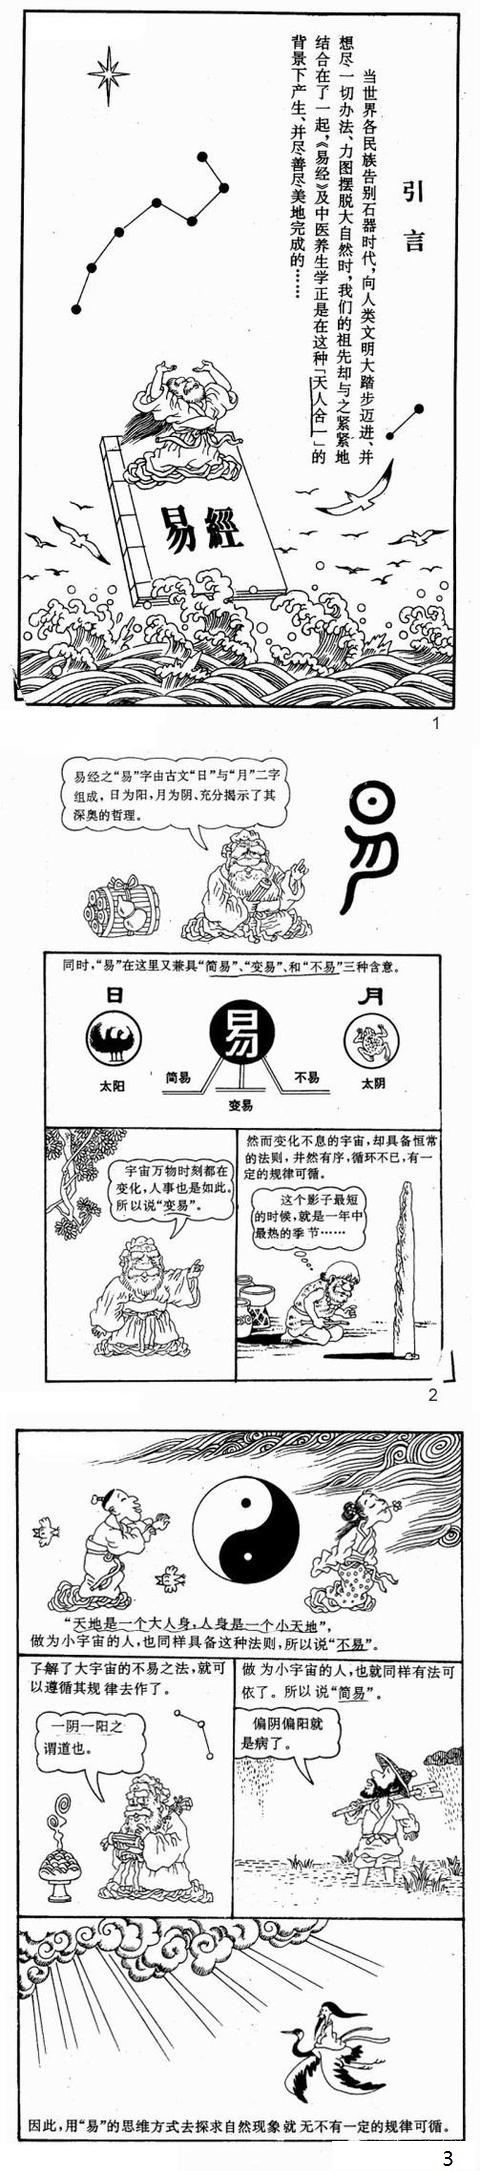 引言
当世界各民族告别石器时代，向人类文明大踏步迈进、并
想尽一切办法、力图摆脱大自然时，我们的祖先却与之紧紧地
结合在了一起，《易经》及中医养生学正是在这种「天人合一」的
背景下产生、并尽善尽美地完成的……
易經
1
易经之“易”字由古文“日”与“月”二字
组成，日为阳，月为阴、充分揭示了其
深奥的哲理。
同时，“易”在这里又兼具“简易”、“变易”、和“不易”三种含意。
日
月
易
太阳
简易
变易
不易
太阴
宇宙万物时刻都在
变化，人事也是如此。
所以说“变易”。
然而变化不息的宇宙，却具备恒常
的法则，井然有序，循环不已，有一
定的规律可循。
这个影子最短
的时候，就是一年中
最热的季节……
2
“天地是一个大人身，人身是一个小天地”，
做为小宇宙的人，也同样具备这种法则，所以说“不易”。
了解了大宇宙的不易之法，就可
以遵循其规律去作了。
一阴一阳之
谓道也。
做为小宇宙的人，也就同样有法可
依了。所以说“简易”。
偏阴偏阳就
是病了。
因此，用“易”的思维方式去探求自然现象就无不有一定的规律可循。
3